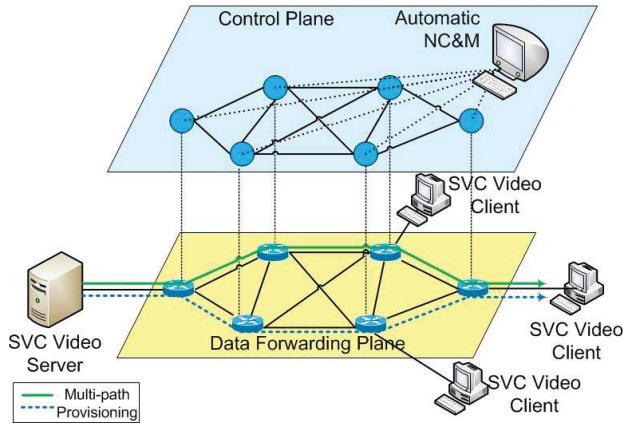 Control Plane
Automatic
NC&M
SVC Video
Client
SVC Video
Server
Data Forwarding Plane
SVC Video
Client
SVC Video
Client
Multi-path
Provisioning